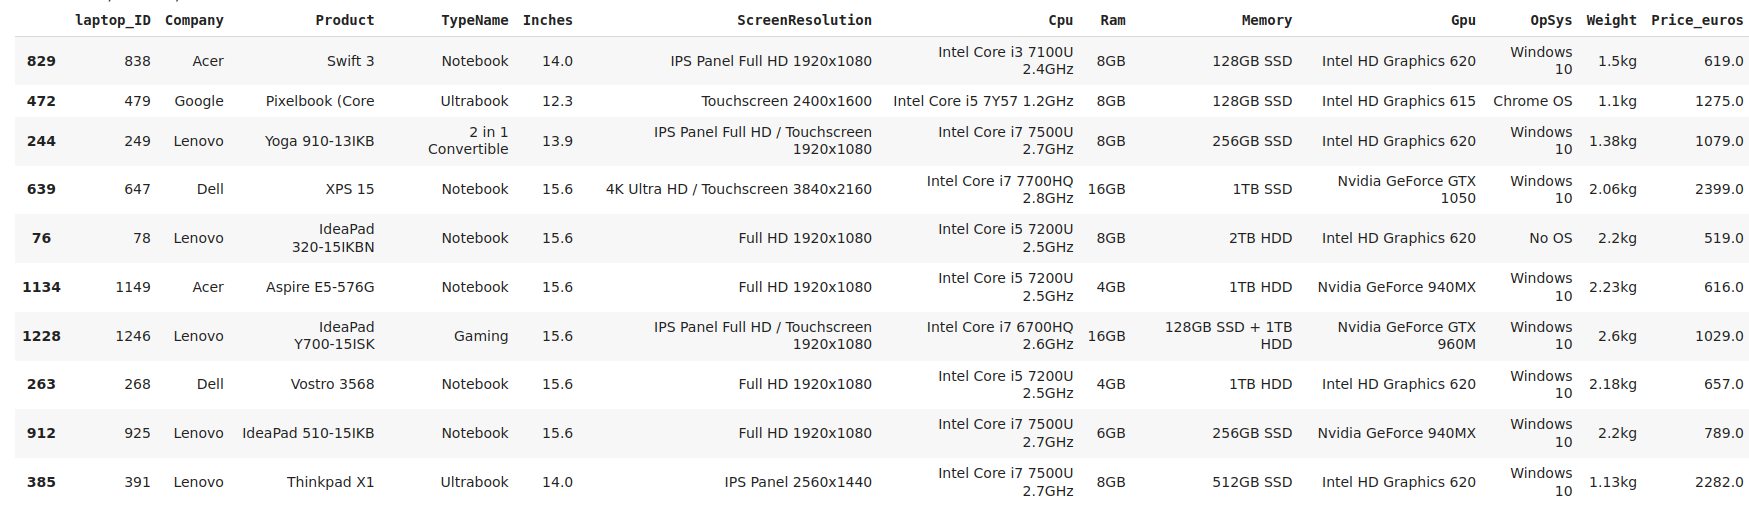 laptop_ID Company Product TypeName Inches ScreenResolution Cpu Ram Memory Gpu OpSys Weight Price_euros
829 838 Acer Swift 3 Notebook 14.0 IPS Panel Full HD 1920x1080 Intel Core i3 7100U 2.4GHz 8GB 128GB SSD Intel HD Graphics 620 Windows 10 1.5kg 619.0
472 479 Google Pixelbook (Core Ultrabook 12.3 Touchscreen 2400x1600 Intel Core i5 7Y57 1.2GHz 8GB 128GB SSD Intel HD Graphics 615 Chrome OS 1.1kg 1275.0
244 249 Lenovo Yoga 910-13IKB 2 in 1 Convertible 13.9 IPS Panel Full HD / Touchscreen 1920x1080 Intel Core i7 7500U 2.7GHz 8GB 256GB SSD Intel HD Graphics 620 Windows 10 1.38kg 1079.0
639 647 Dell XPS 15 Notebook 15.6 4K Ultra HD / Touchscreen 3840x2160 Intel Core i7 7700HQ 2.8GHz 16GB 1TB SSD Nvidia GeForce GTX 1050 Windows 10 2.06kg 2399.0
76 78 Lenovo IdeaPad 320-15IKBN Notebook 15.6 Full HD 1920x1080 Intel Core i5 7200U 2.5GHz 8GB 2TB HDD Intel HD Graphics 620 No OS 2.2kg 519.0
1134 1149 Acer Aspire E5-576G Notebook 15.6 Full HD 1920x1080 Intel Core i5 7200U 2.5GHz 4GB 1TB HDD Nvidia GeForce 940MX Windows 10 2.23kg 616.0
1228 1246 Lenovo IdeaPad Y700-15ISK Gaming 15.6 IPS Panel Full HD / Touchscreen 1920x1080 Intel Core i7 6700HQ 2.6GHz 16GB 128GB SSD + 1TB HDD Nvidia GeForce GTX 960M Windows 10 2.6kg 1029.0
263 268 Dell Vostro 3568 Notebook 15.6 Full HD 1920x1080 Intel Core i5 7200U 2.5GHz 4GB 1TB HDD Intel HD Graphics 620 Windows 10 2.18kg 657.0
912 925 Lenovo IdeaPad 510-15IKB Notebook 15.6 Full HD 1920x1080 Intel Core i7 7500U 2.7GHz 6GB 256GB SSD Nvidia GeForce 940MX Windows 10 2.2kg 789.0
385 391 Lenovo Thinkpad X1 Ultrabook 14.0 IPS Panel 2560x1440 Intel Core i7 7500U 2.7GHz 8GB 512GB SSD Intel HD Graphics 620 Windows 10 1.13kg 2282.0